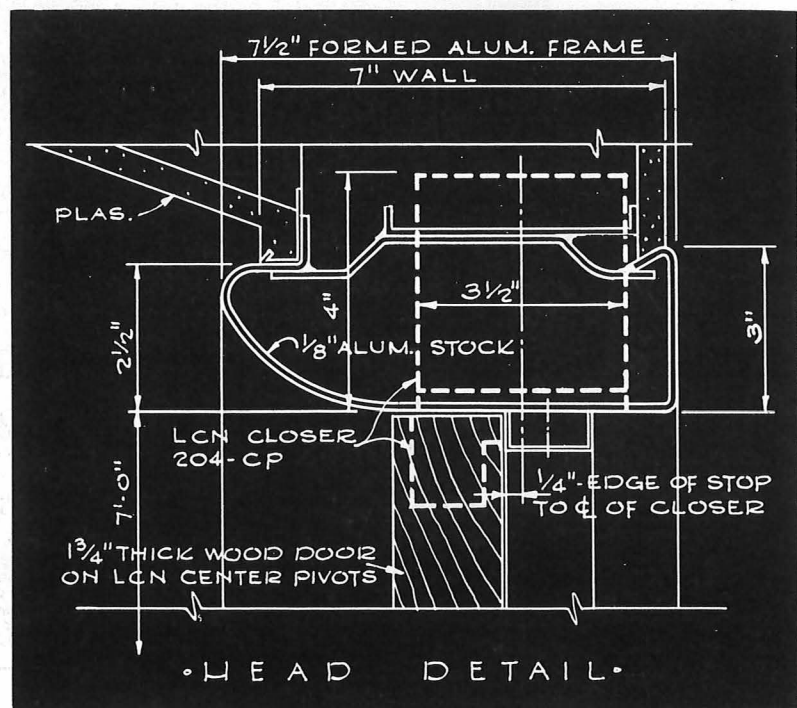 7½" FORMED ALUM. FRAME
7" WALL
PLAS.
4"
3½"
2½"
3"
⅛" ALUM. STOCK
LCN CLOSER
204-CP
7'-0"
¼"-EDGE OF STOP
TO ℄ OF CLOSER
1¾" THICK WOOD DOOR
ON LCN CENTER PIVOTS
•HEAD DETAIL•